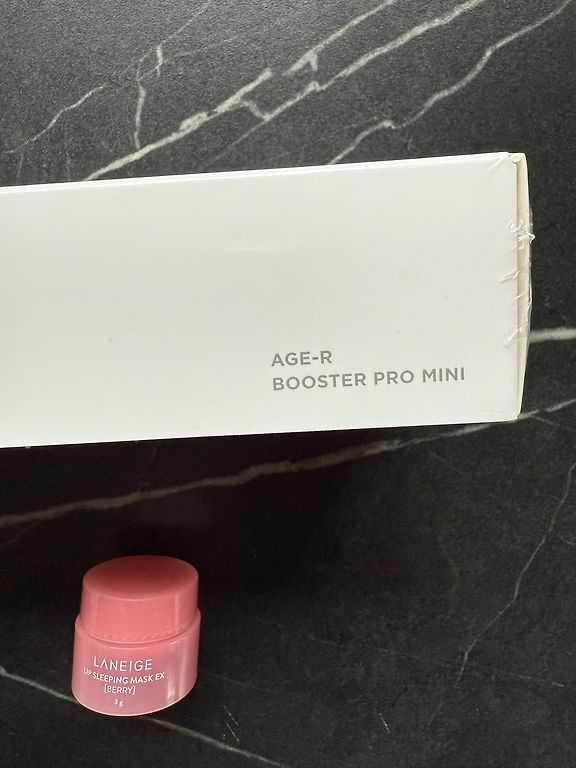 AGE-R
BOOSTER PRO MINI
LANEIGE
LIP SLEEPING MASK EX
[BERRY]
3g